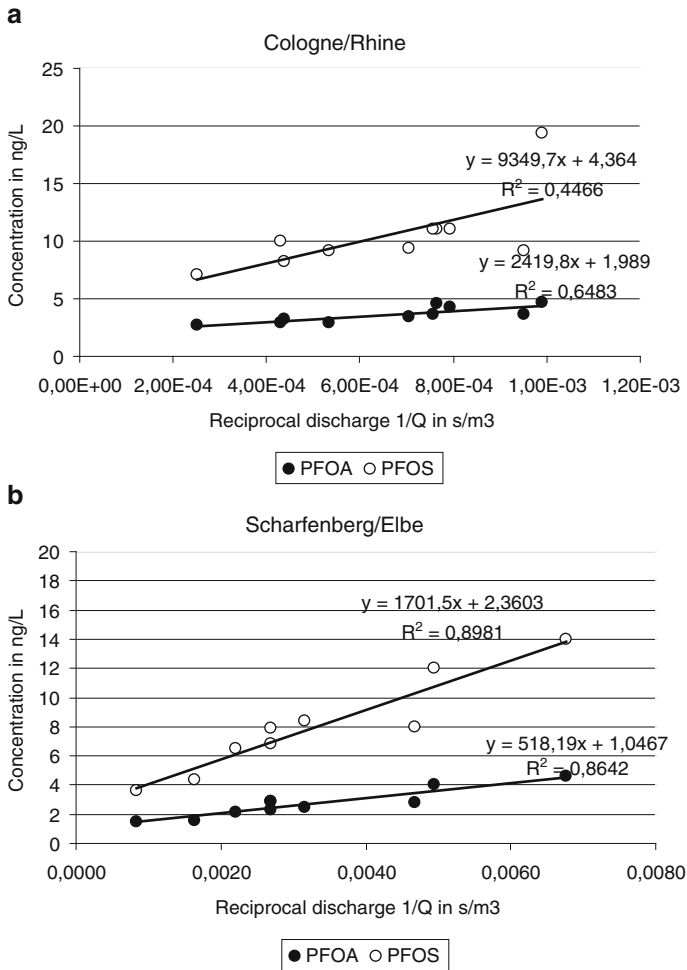 a
Cologne/Rhine
Concentration in ng/L
25
20
15
10
5
0
y = 9349,7x + 4,364
R² = 0,4466
y = 2419,8x + 1,989
R² = 0,6483
0,00E+00 2,00E-04 4,00E-04 6,00E-04 8,00E-04 1,00E-03 1,20E-03
Reciprocal discharge 1/Q in s/m3
PFOA PFOS
b
Scharfenberg/Elbe
Concentration in ng/L
20
18
16
14
12
10
8
6
4
2
0
y = 1701,5x + 2,3603
R² = 0,8981
y = 518,19x + 1,0467
R² = 0,8642
0,0000 0,0020 0,0040 0,0060 0,0080
Reciprocal discharge 1/Q in s/m3
PFOA PFOS